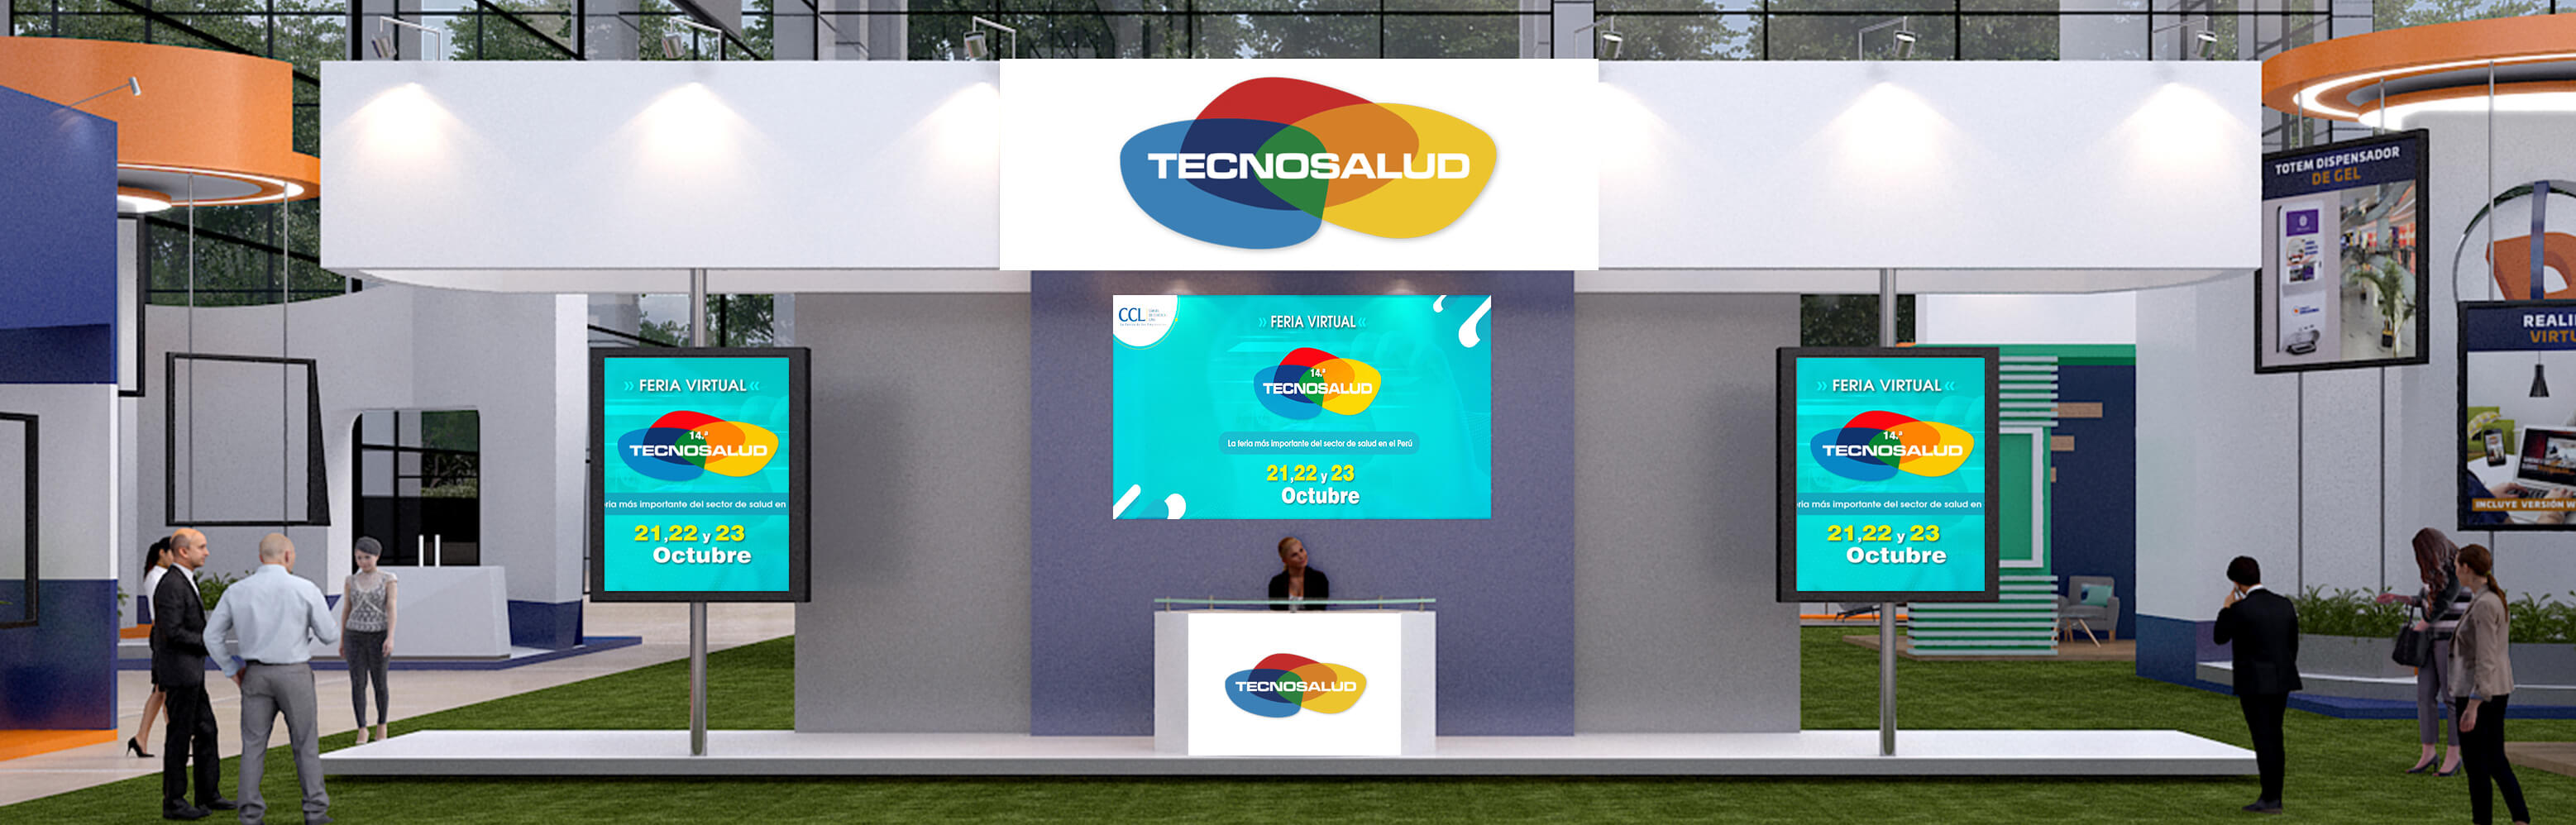 TECNOSALUD
TOTEM DISPENSADOR
DE GEL
CCL
» FERIA VIRTUAL «
14.ª
TECNOSALUD
La feria más importante del sector de salud en el Perú
21,22 y 23
Octubre
» FERIA VIRTUAL «
14.ª
TECNOSALUD
ria más importante del sector de salud en
21,22 y 23
Octubre
» FERIA VIRTUAL «
14.ª
TECNOSALUD
ria más importante del sector de salud en
21,22 y 23
Octubre
REALI
VIRTU
INCLUYE VERSIÓN W
TECNOSALUD